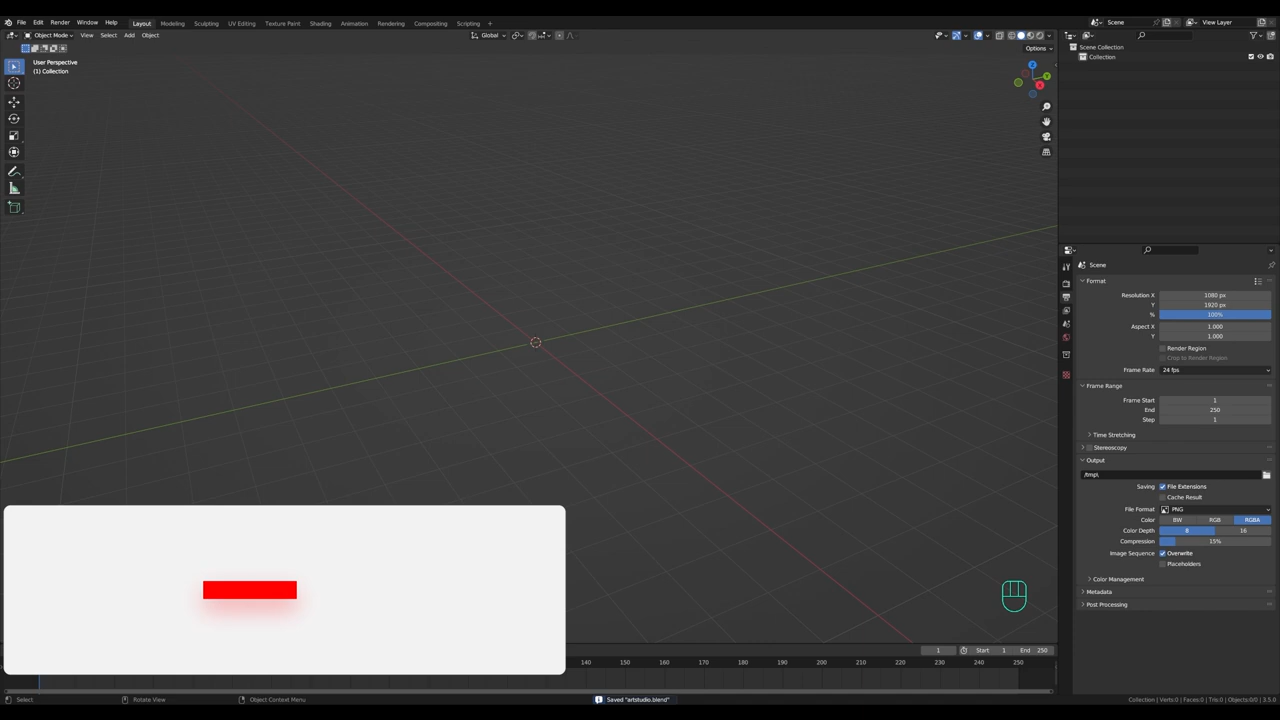 File Edit Render Window Help Layout Modeling Sculpting UV Editing Texture Paint Shading Animation Rendering Compositing Scripting + Scene View Layer
Object Mode View Select Add Object Global
Options
User Perspective
(1) Collection
Z
Y
X
Scene Collection
Collection
Scene
Format
Resolution X 1080 px
Y 1920 px
% 100%
Aspect X 1.000
Y 1.000
Render Region
Crop to Render Region
Frame Rate 24 fps
Frame Range
Frame Start 1
End 250
Step 1
Time Stretching
Stereoscopy
Output
/tmp\
Saving File Extensions
Cache Result
File Format PNG
Color BW RGB RGBA
Color Depth 8 16
Compression 15%
Image Sequence Overwrite
Placeholders
Color Management
Metadata
Post Processing
1 Start 1 End 250
140 150 160 170 180 190 200 210 220 230 240 250
Select Rotate View Object Context Menu Saved "artstudio.blend" Collection | Verts:0 | Faces:0 | Tris:0 | Objects:0/0 | 3.5.0